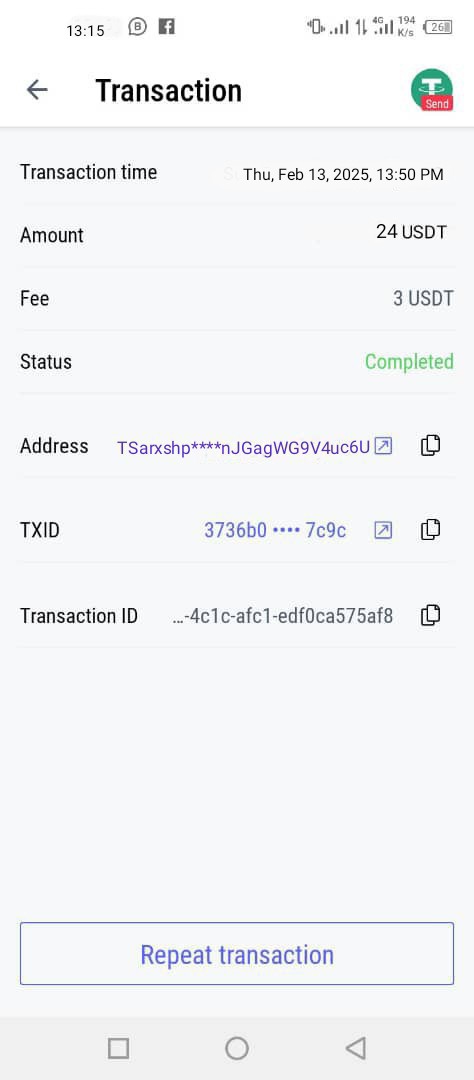 13:15 4G 194 K/s 26
Transaction
Send
Transaction time Thu, Feb 13, 2025, 13:50 PM
Amount 24 USDT
Fee 3 USDT
Status Completed
Address TSarxshp****nJGagWG9V4uc6U
TXID 3736b0 •••• 7c9c
Transaction ID ...-4c1c-afc1-edf0ca575af8
Repeat transaction